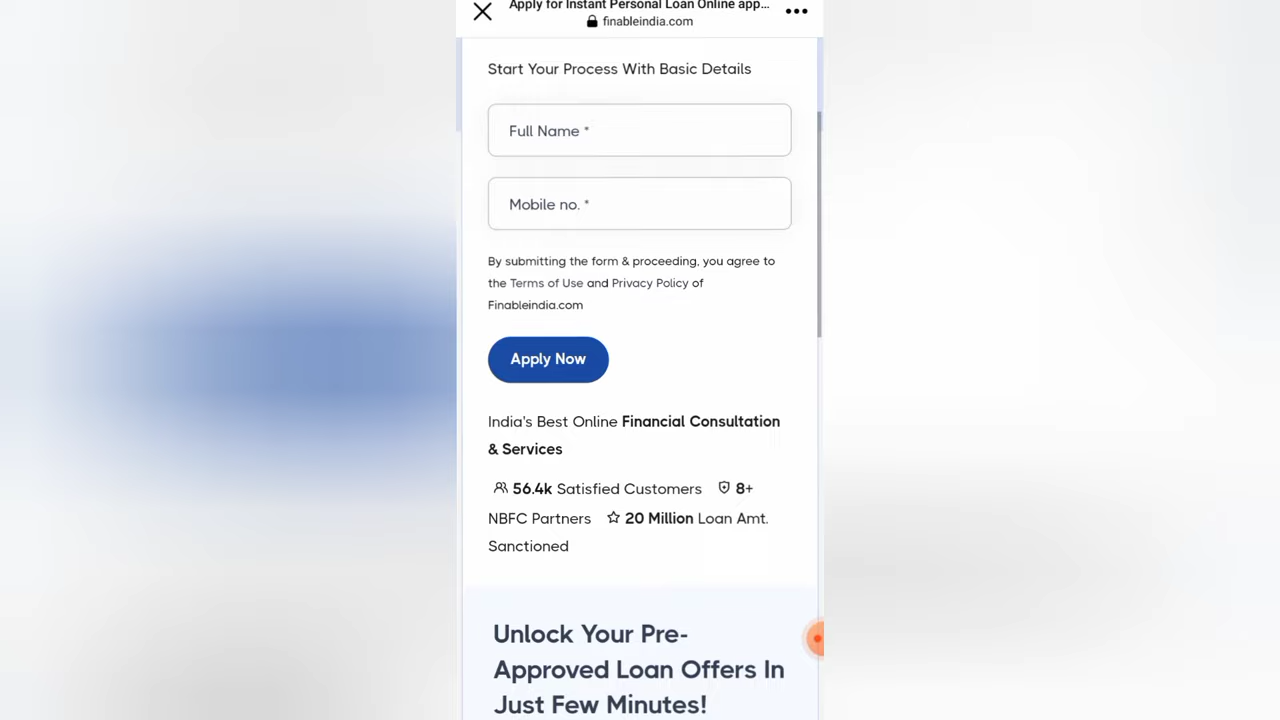 Apply for Instant Personal Loan Online app...
finableindia.com
Start Your Process With Basic Details
Full Name *
Mobile no. *
By submitting the form & proceeding, you agree to
the Terms of Use and Privacy Policy of
Finableindia.com
Apply Now
India's Best Online Financial Consultation
& Services
56.4k Satisfied Customers 8+
NBFC Partners 20 Million Loan Amt.
Sanctioned
Unlock Your Pre-
Approved Loan Offers In
Just Few Minutes!